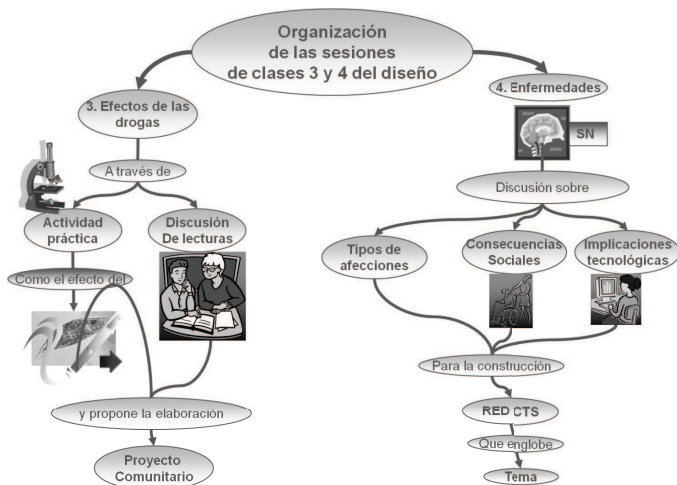 Organización
de las sesiones
de clases 3 y 4 del diseño
3. Efectos de las
drogas
A través de
Actividad
práctica
Discusión
De lecturas
Como el efecto del
y propone la elaboración
Proyecto
Comunitario
4. Enfermedades
SN
Discusión sobre
Tipos de
afecciones
Consecuencias
Sociales
Implicaciones
tecnológicas
Para la construcción
RED CTS
Que englobe
Tema